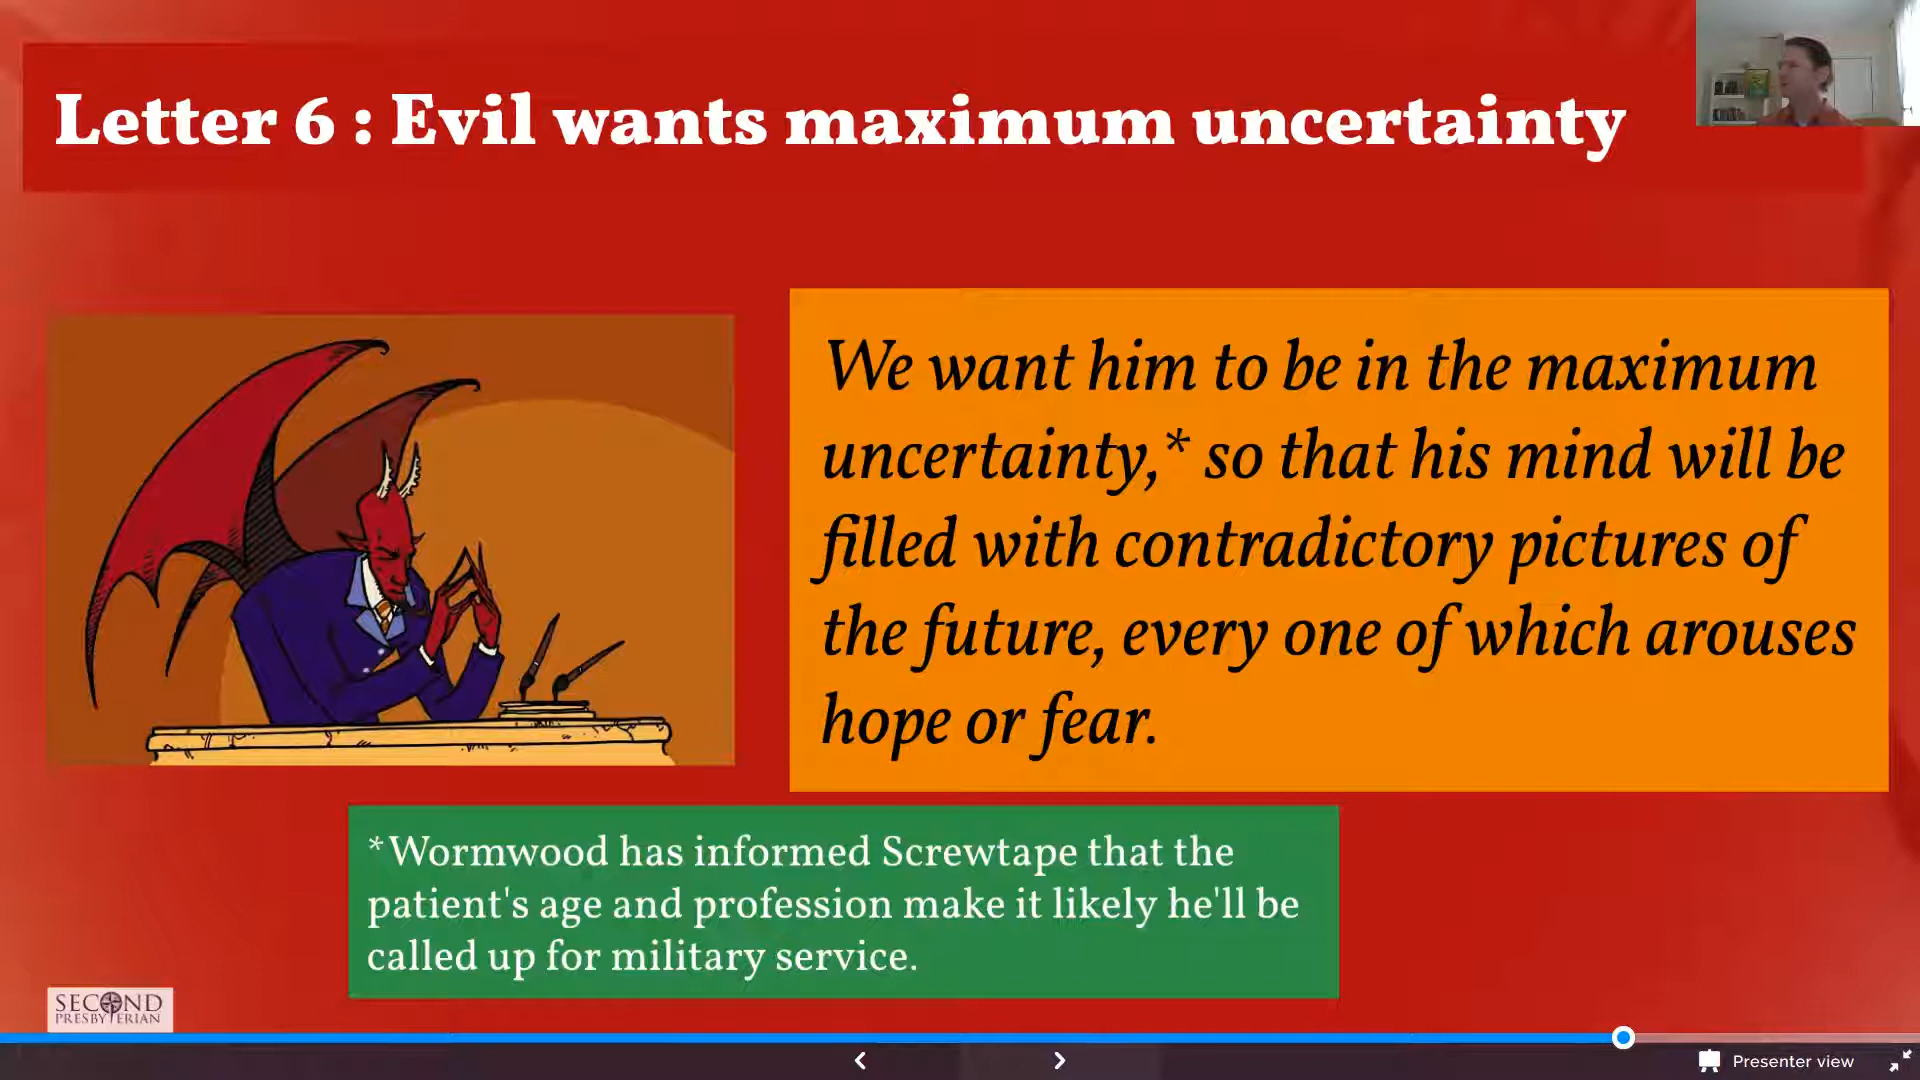 Letter 6 : Evil wants maximum uncertainty
We want him to be in the maximum
uncertainty,* so that his mind will be
filled with contradictory pictures of
the future, every one of which arouses
hope or fear.
*Wormwood has informed Screwtape that the
patient's age and profession make it likely he'll be
called up for military service.
SECOND
PRESBYTERIAN
Presenter view